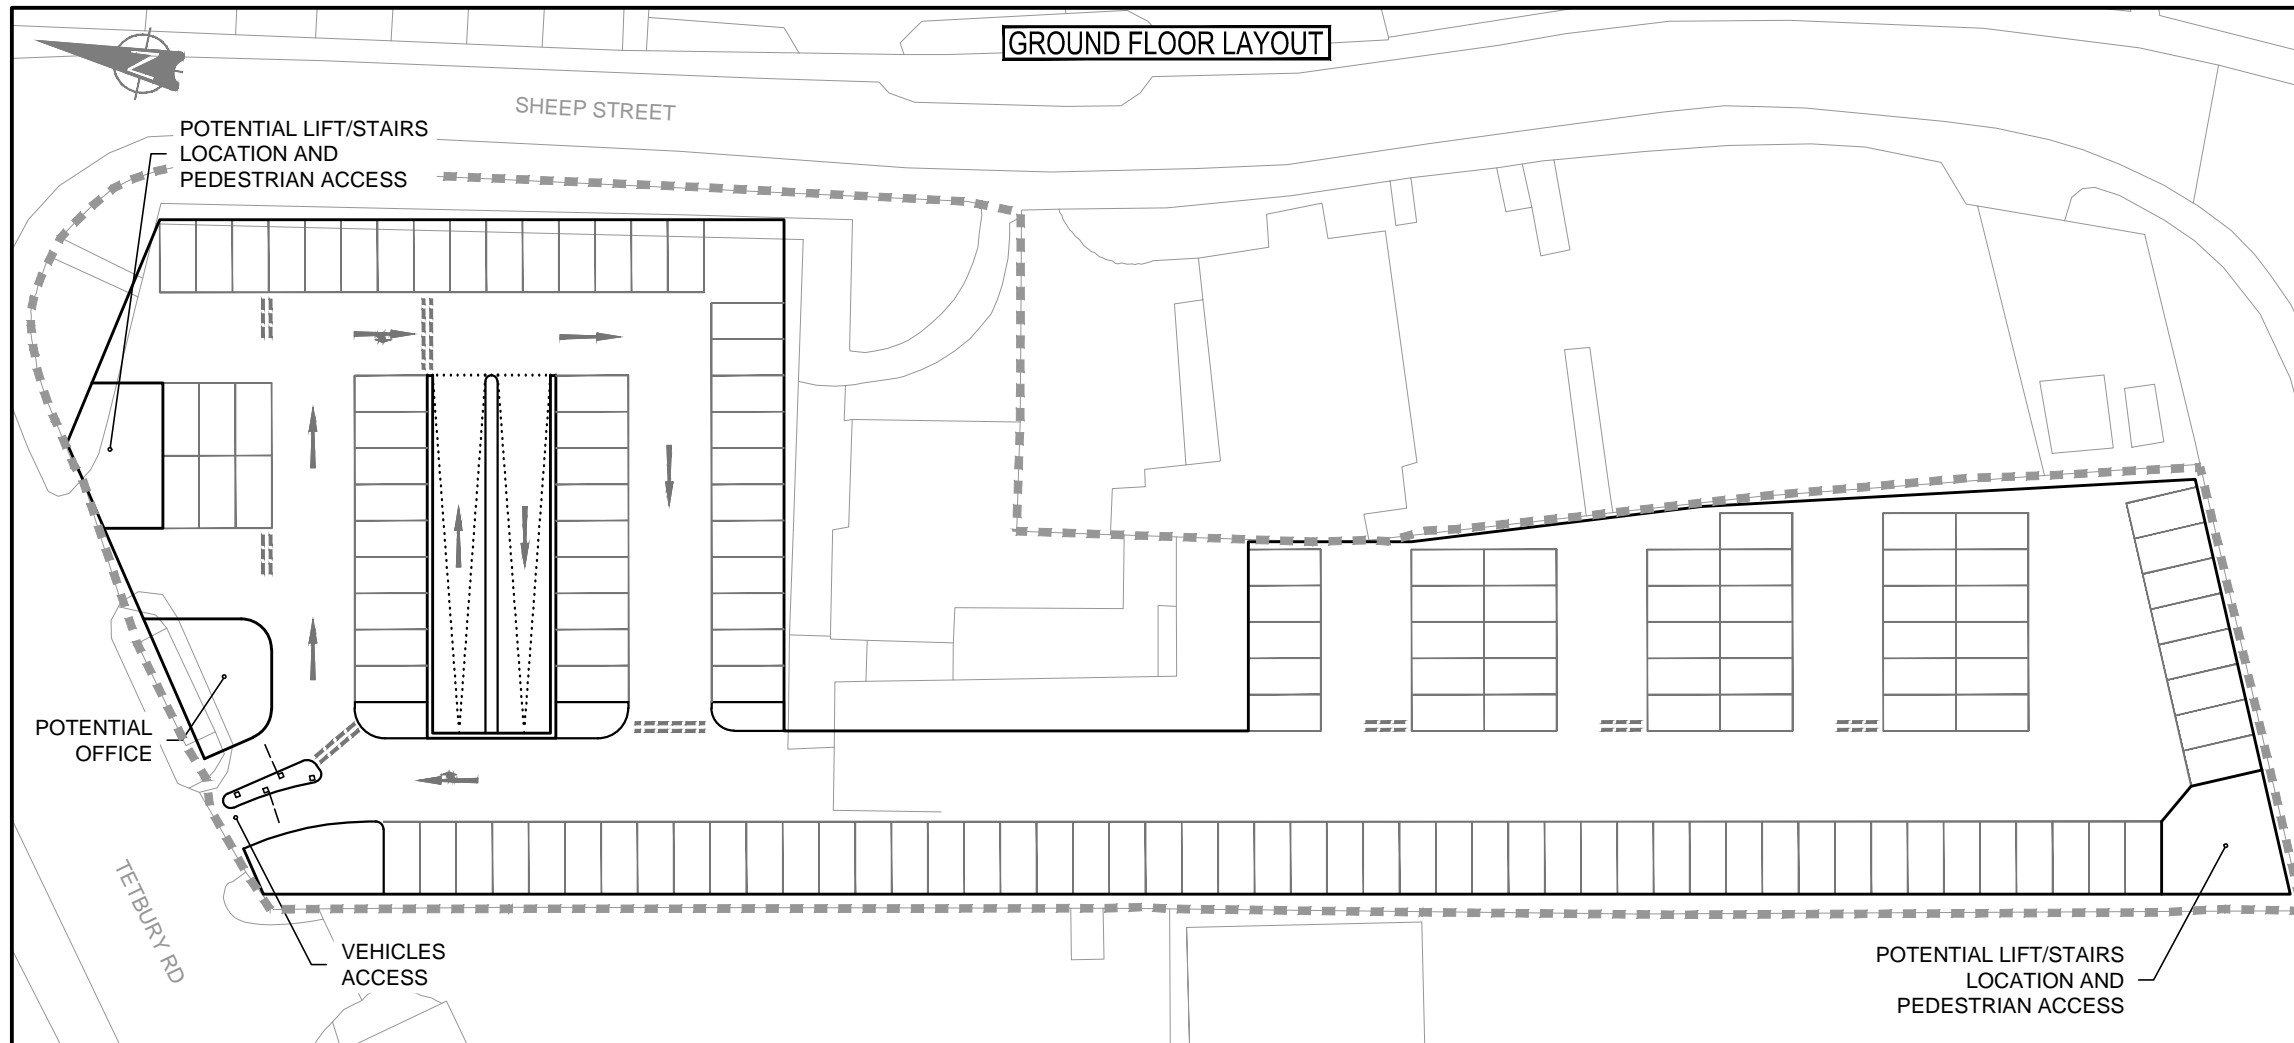 GROUND FLOOR LAYOUT
N
SHEEP STREET
POTENTIAL LIFT/STAIRS
LOCATION AND
PEDESTRIAN ACCESS
POTENTIAL
OFFICE
TETBURY RD
VEHICLES
ACCESS
POTENTIAL LIFT/STAIRS
LOCATION AND
PEDESTRIAN ACCESS